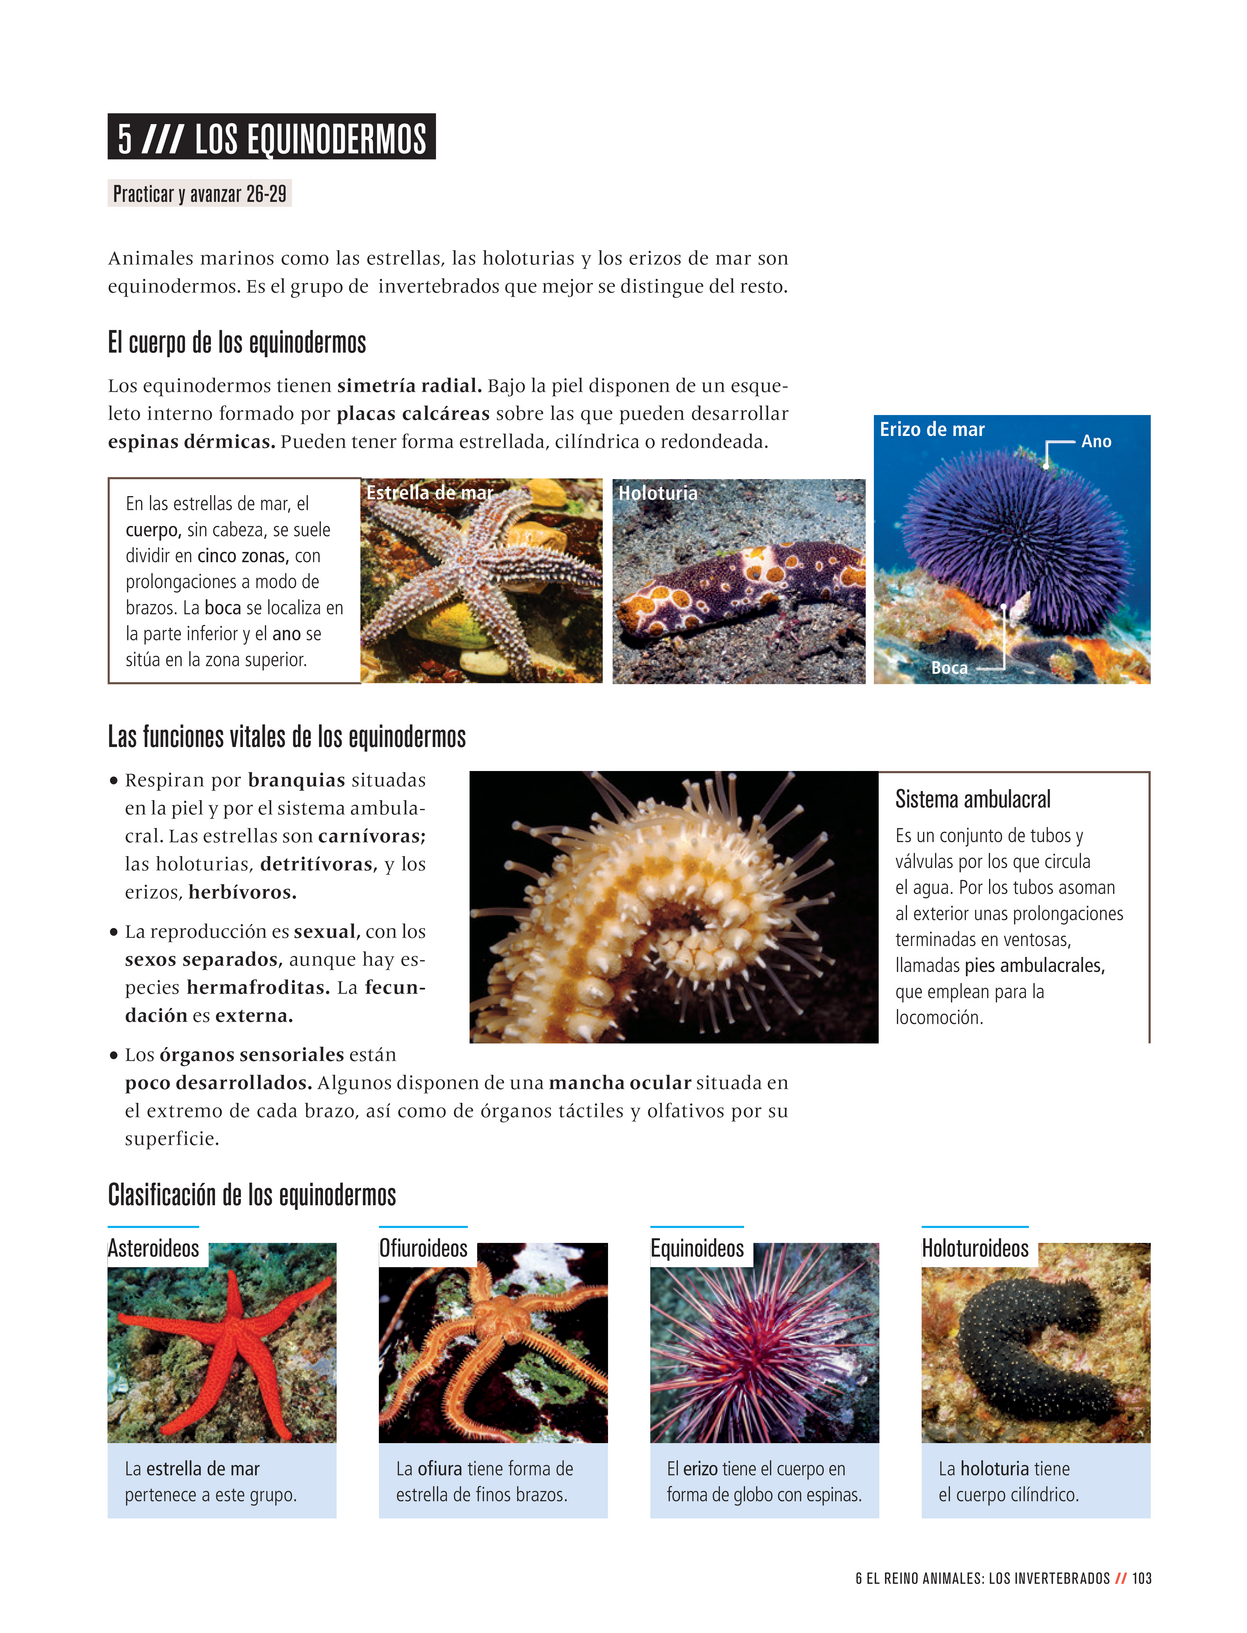 5 /// LOS EQUINODERMOS
Practicar y avanzar 26-29
Animales marinos como las estrellas, las holoturias y los erizos de mar son
equinodermos. Es el grupo de invertebrados que mejor se distingue del resto.
El cuerpo de los equinodermos
Los equinodermos tienen simetría radial. Bajo la piel disponen de un esque-
leto interno formado por placas calcáreas sobre las que pueden desarrollar
espinas dérmicas. Pueden tener forma estrellada, cilíndrica o redondeada.
En las estrellas de mar, el
cuerpo, sin cabeza, se suele
dividir en cinco zonas, con
prolongaciones a modo de
brazos. La boca se localiza en
la parte inferior y el ano se
sitúa en la zona superior.
Estrella de mar
Holoturia
Erizo de mar
Ano
Boca
Las funciones vitales de los equinodermos
• Respiran por branquias situadas
en la piel y por el sistema ambula-
cral. Las estrellas son carnívoras;
las holoturias, detritívoras, y los
erizos, herbívoros.
• La reproducción es sexual, con los
sexos separados, aunque hay es-
pecies hermafroditas. La fecun-
dación es externa.
• Los órganos sensoriales están
poco desarrollados. Algunos disponen de una mancha ocular situada en
el extremo de cada brazo, así como de órganos táctiles y olfativos por su
superficie.
Sistema ambulacral
Es un conjunto de tubos y
válvulas por los que circula
el agua. Por los tubos asoman
al exterior unas prolongaciones
terminadas en ventosas,
llamadas pies ambulacrales,
que emplean para la
locomoción.
Clasificación de los equinodermos
Asteroideos
La estrella de mar
pertenece a este grupo.
Ofiuroideos
La ofiura tiene forma de
estrella de finos brazos.
Equinoideos
El erizo tiene el cuerpo en
forma de globo con espinas.
Holoturoideos
La holoturia tiene
el cuerpo cilíndrico.
6 EL REINO ANIMALES: LOS INVERTEBRADOS // 103